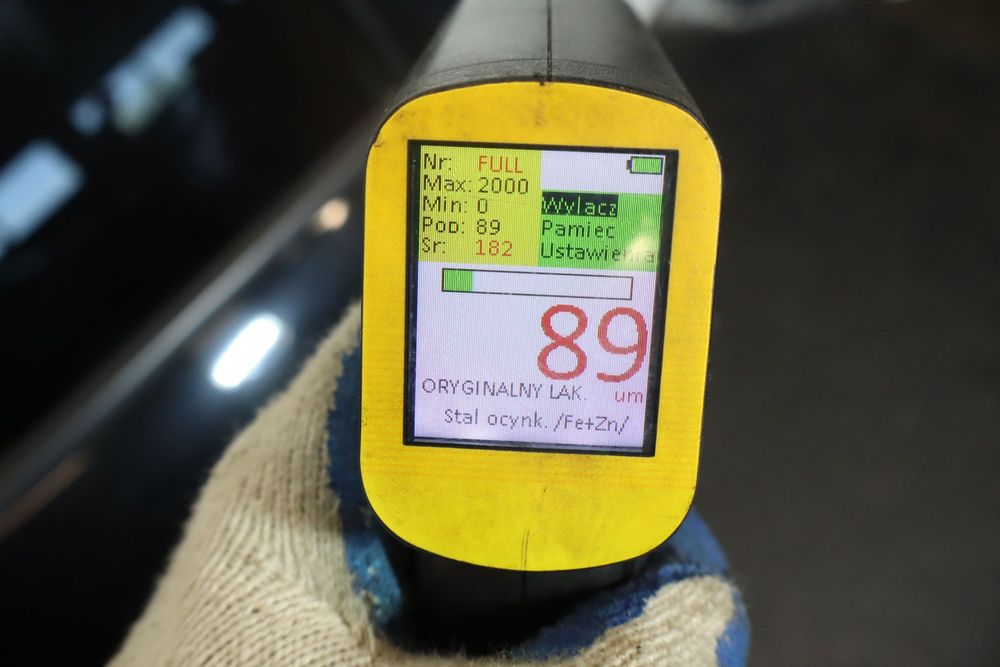 Nr: FULL
Max: 2000
Min: 0
Pod: 89
Sr: 182
Wylacz
Pamiec
Ustawienia
89
um
ORYGINALNY LAK.
Stal ocynk. /Fe+Zn/